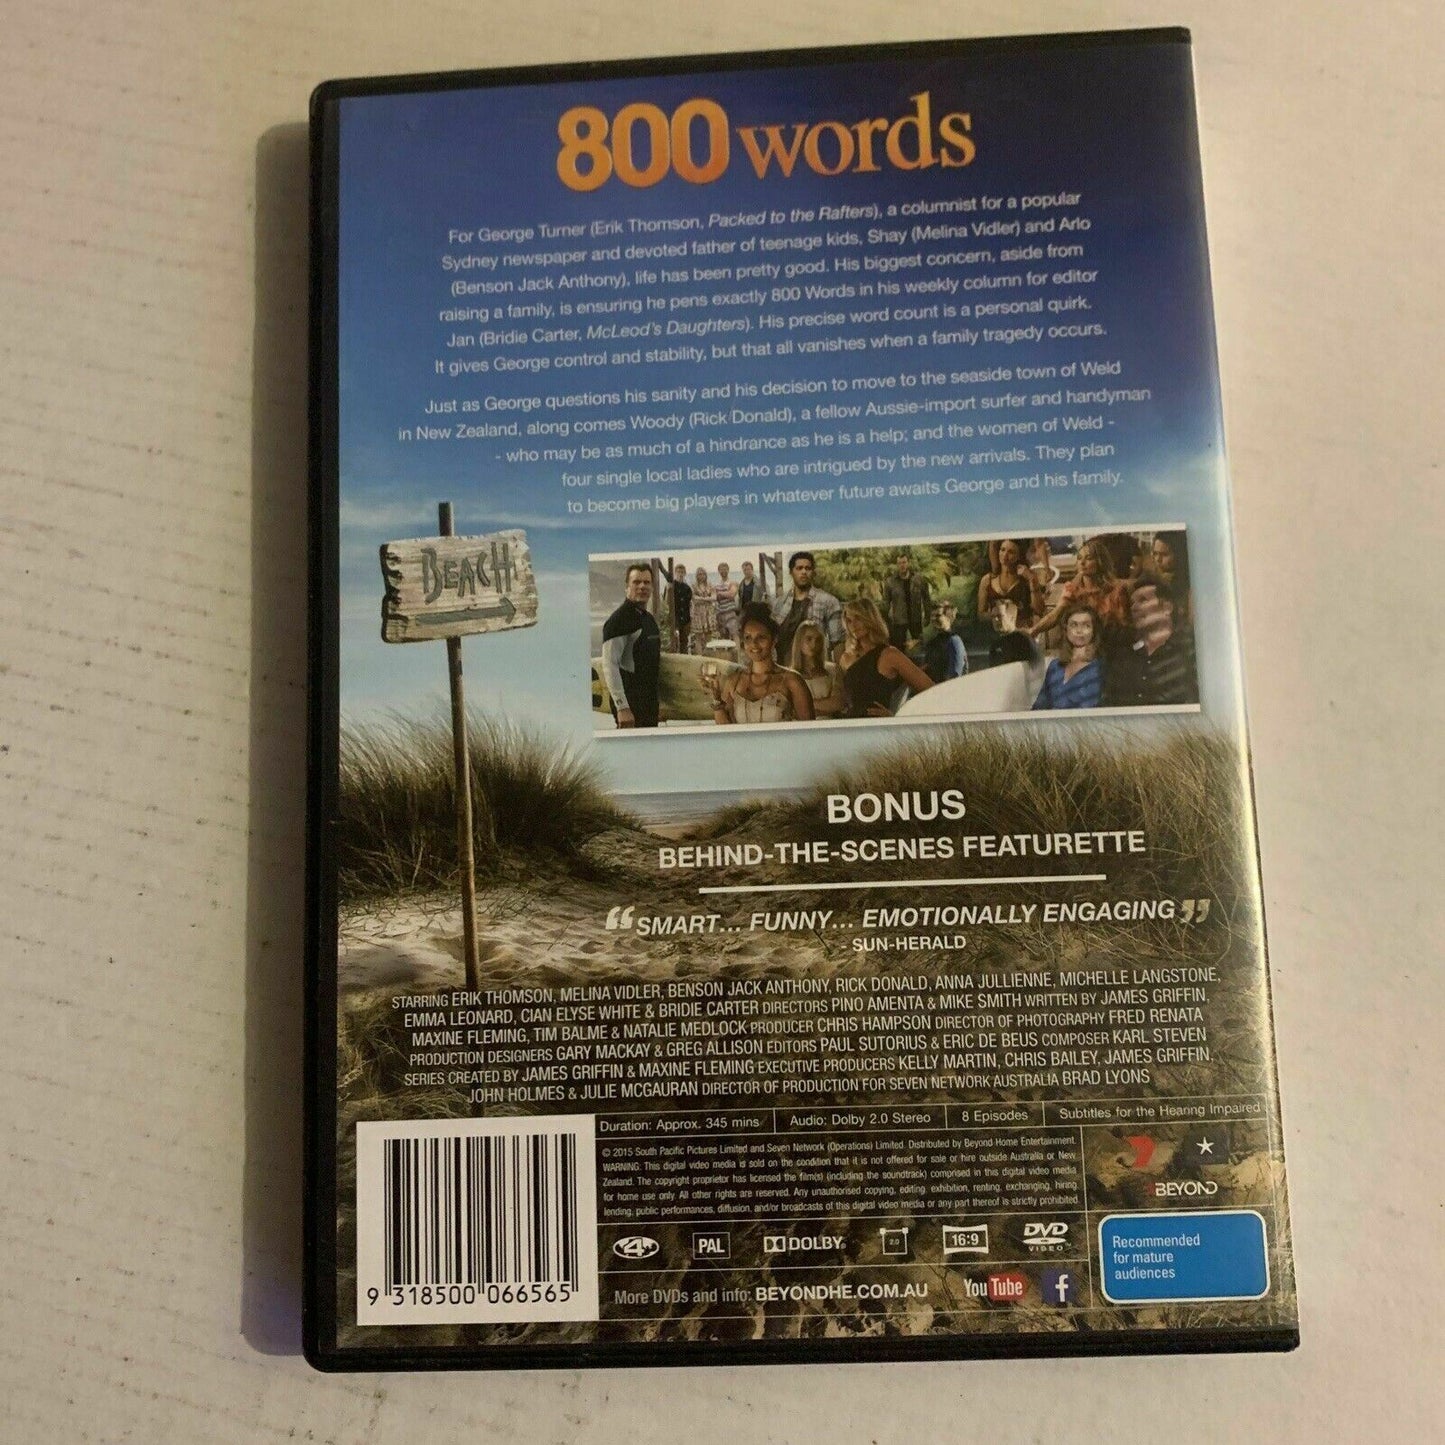 800 words
For George Turner (Erik Thomson, Packed to the Rafters), a columnist for a popular
Sydney newspaper and devoted father of teenage kids, Shay (Melina Vidler) and Arlo
(Benson Jack Anthony), life has been pretty good. His biggest concern, aside from
raising a family, is ensuring he pens exactly 800 Words in his weekly column for editor
Jan (Bridie Carter, McLeod's Daughters). His precise word count is a personal quirk.
It gives George control and stability, but that all vanishes when a family tragedy occurs.
Just as George questions his sanity and his decision to move to the seaside town of Weld
in New Zealand, along comes Woody (Rick Donald), a fellow Aussie-import surfer and handyman
- who may be as much of a hindrance as he is a help; and the women of Weld -
four single local ladies who are intrigued by the new arrivals. They plan
to become big players in whatever future awaits George and his family.
BEACH
BONUS
BEHIND-THE-SCENES FEATURETTE
“SMART... FUNNY... EMOTIONALLY ENGAGING”
- SUN-HERALD
STARRING ERIK THOMSON, MELINA VIDLER, BENSON JACK ANTHONY, RICK DONALD, ANNA JULLIENNE, MICHELLE LANGSTONE,
EMMA LEONARD, CIAN ELYSE WHITE & BRIDIE CARTER DIRECTORS PINO AMENTA & MIKE SMITH WRITTEN BY JAMES GRIFFIN,
MAXINE FLEMING, TIM BALME & NATALIE MEDLOCK PRODUCER CHRIS HAMPSON DIRECTOR OF PHOTOGRAPHY FRED RENATA
PRODUCTION DESIGNERS GARY MACKAY & GREG ALLISON EDITORS PAUL SUTORIUS & ERIC DE BEUS COMPOSER KARL STEVEN
SERIES CREATED BY JAMES GRIFFIN & MAXINE FLEMING EXECUTIVE PRODUCERS KELLY MARTIN, CHRIS BAILEY, JAMES GRIFFIN,
JOHN HOLMES & JULIE MCGAURAN DIRECTOR OF PRODUCTION FOR SEVEN NETWORK AUSTRALIA BRAD LYONS
Duration: Approx. 345 mins Audio: Dolby 2.0 Stereo 8 Episodes Subtitles for the Hearing Impaired
© 2015 South Pacific Pictures Limited and Seven Network (Operations) Limited. Distributed by Beyond Home Entertainment.
WARNING: This digital video media is sold on the condition that it is not offered for sale or hire outside Australia or New
Zealand. The copyright proprietor has licensed the film(s) (including the soundtrack) comprised in this digital video media
for home use only. All other rights are reserved. Any unauthorised copying, editing, exhibition, renting, exchanging, hiring,
lending, public performances, diffusion, and/or broadcasts of this digital video media or any part thereof is strictly prohibited.
7
BEYOND
4 PAL DOLBY 2.0 16:9 DVD VIDEO
Recommended
for mature
audiences
More DVDs and info: BEYONDHE.COM.AU YouTube f
9 318500 066565